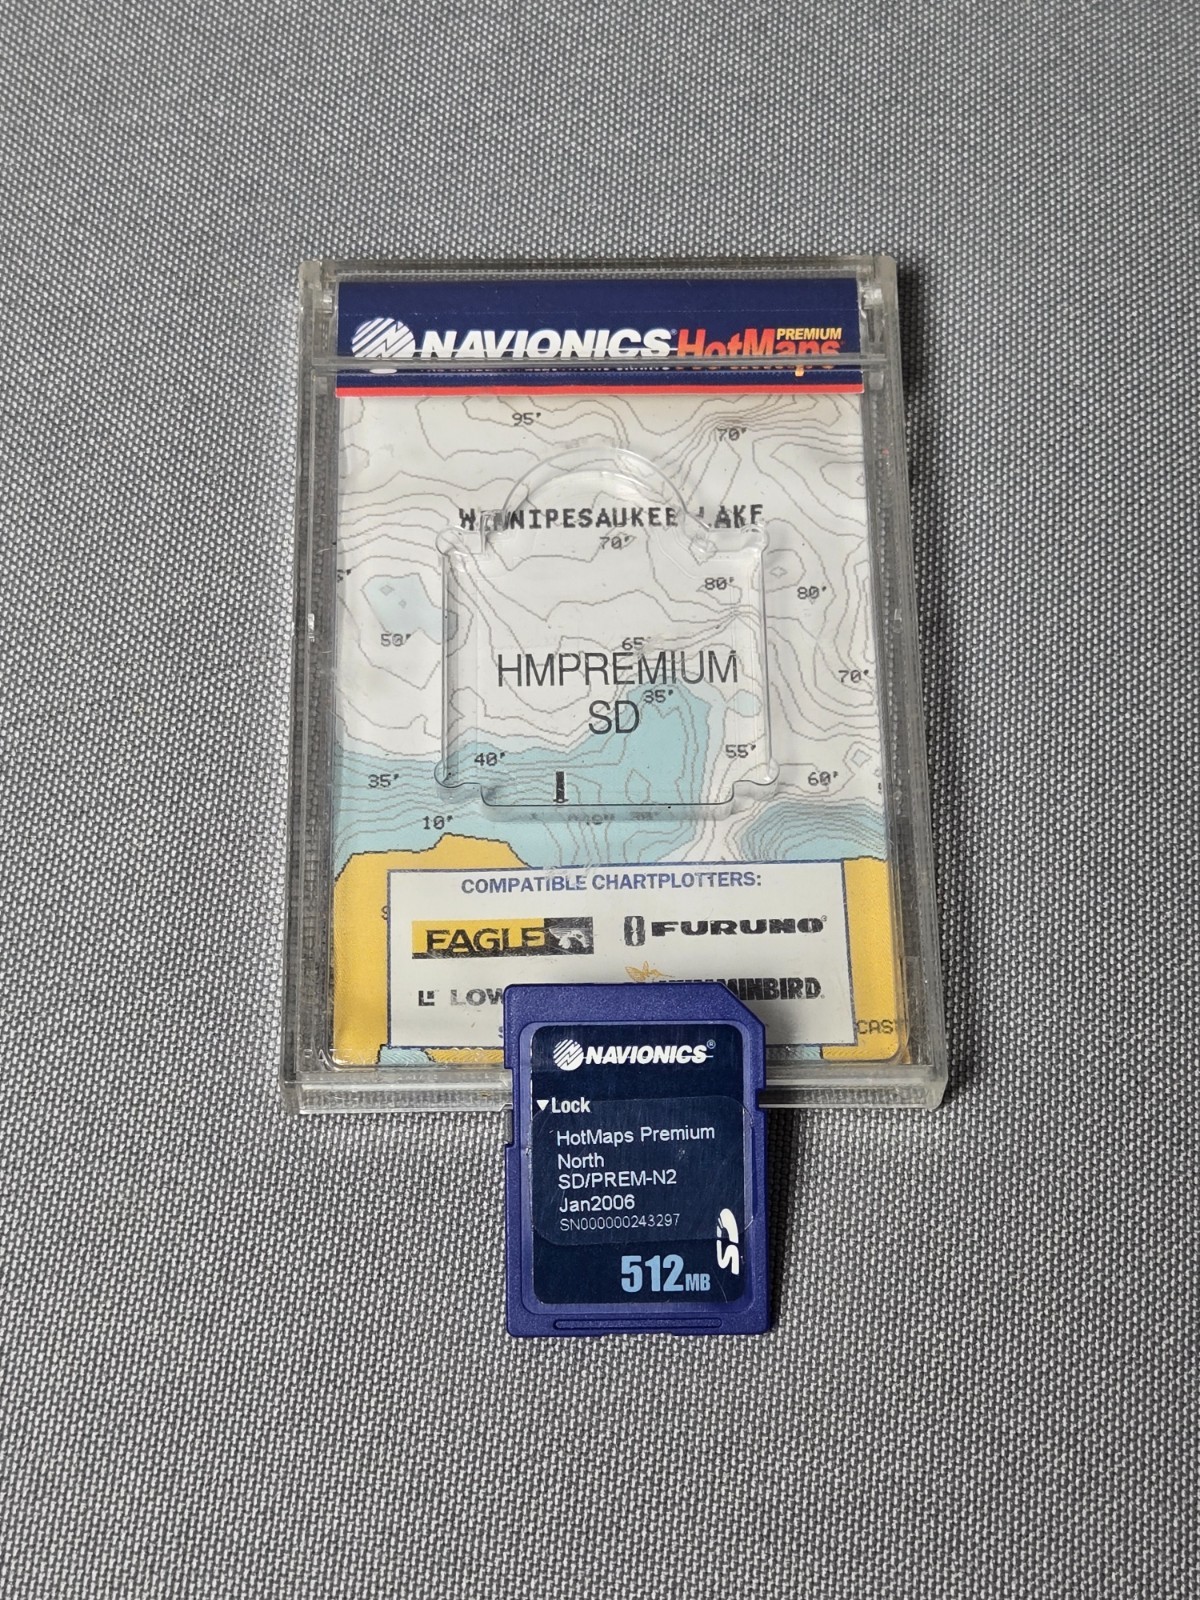 NAVIONICS® HotMaps PREMIUM
95'
70'
WINNIPESAUKEE LAKE
70'
80'
80'
50'
65'
HMPREMIUM
70'
35'
SD
55'
40'
35'
60'
10'
COMPATIBLE CHARTPLOTTERS:
EAGLE FURUNO®
LOW
CAST
NAVIONICS®
▼Lock
HotMaps Premium
North
SD/PREM-N2
Jan2006
SN000000243297
SD
512MB